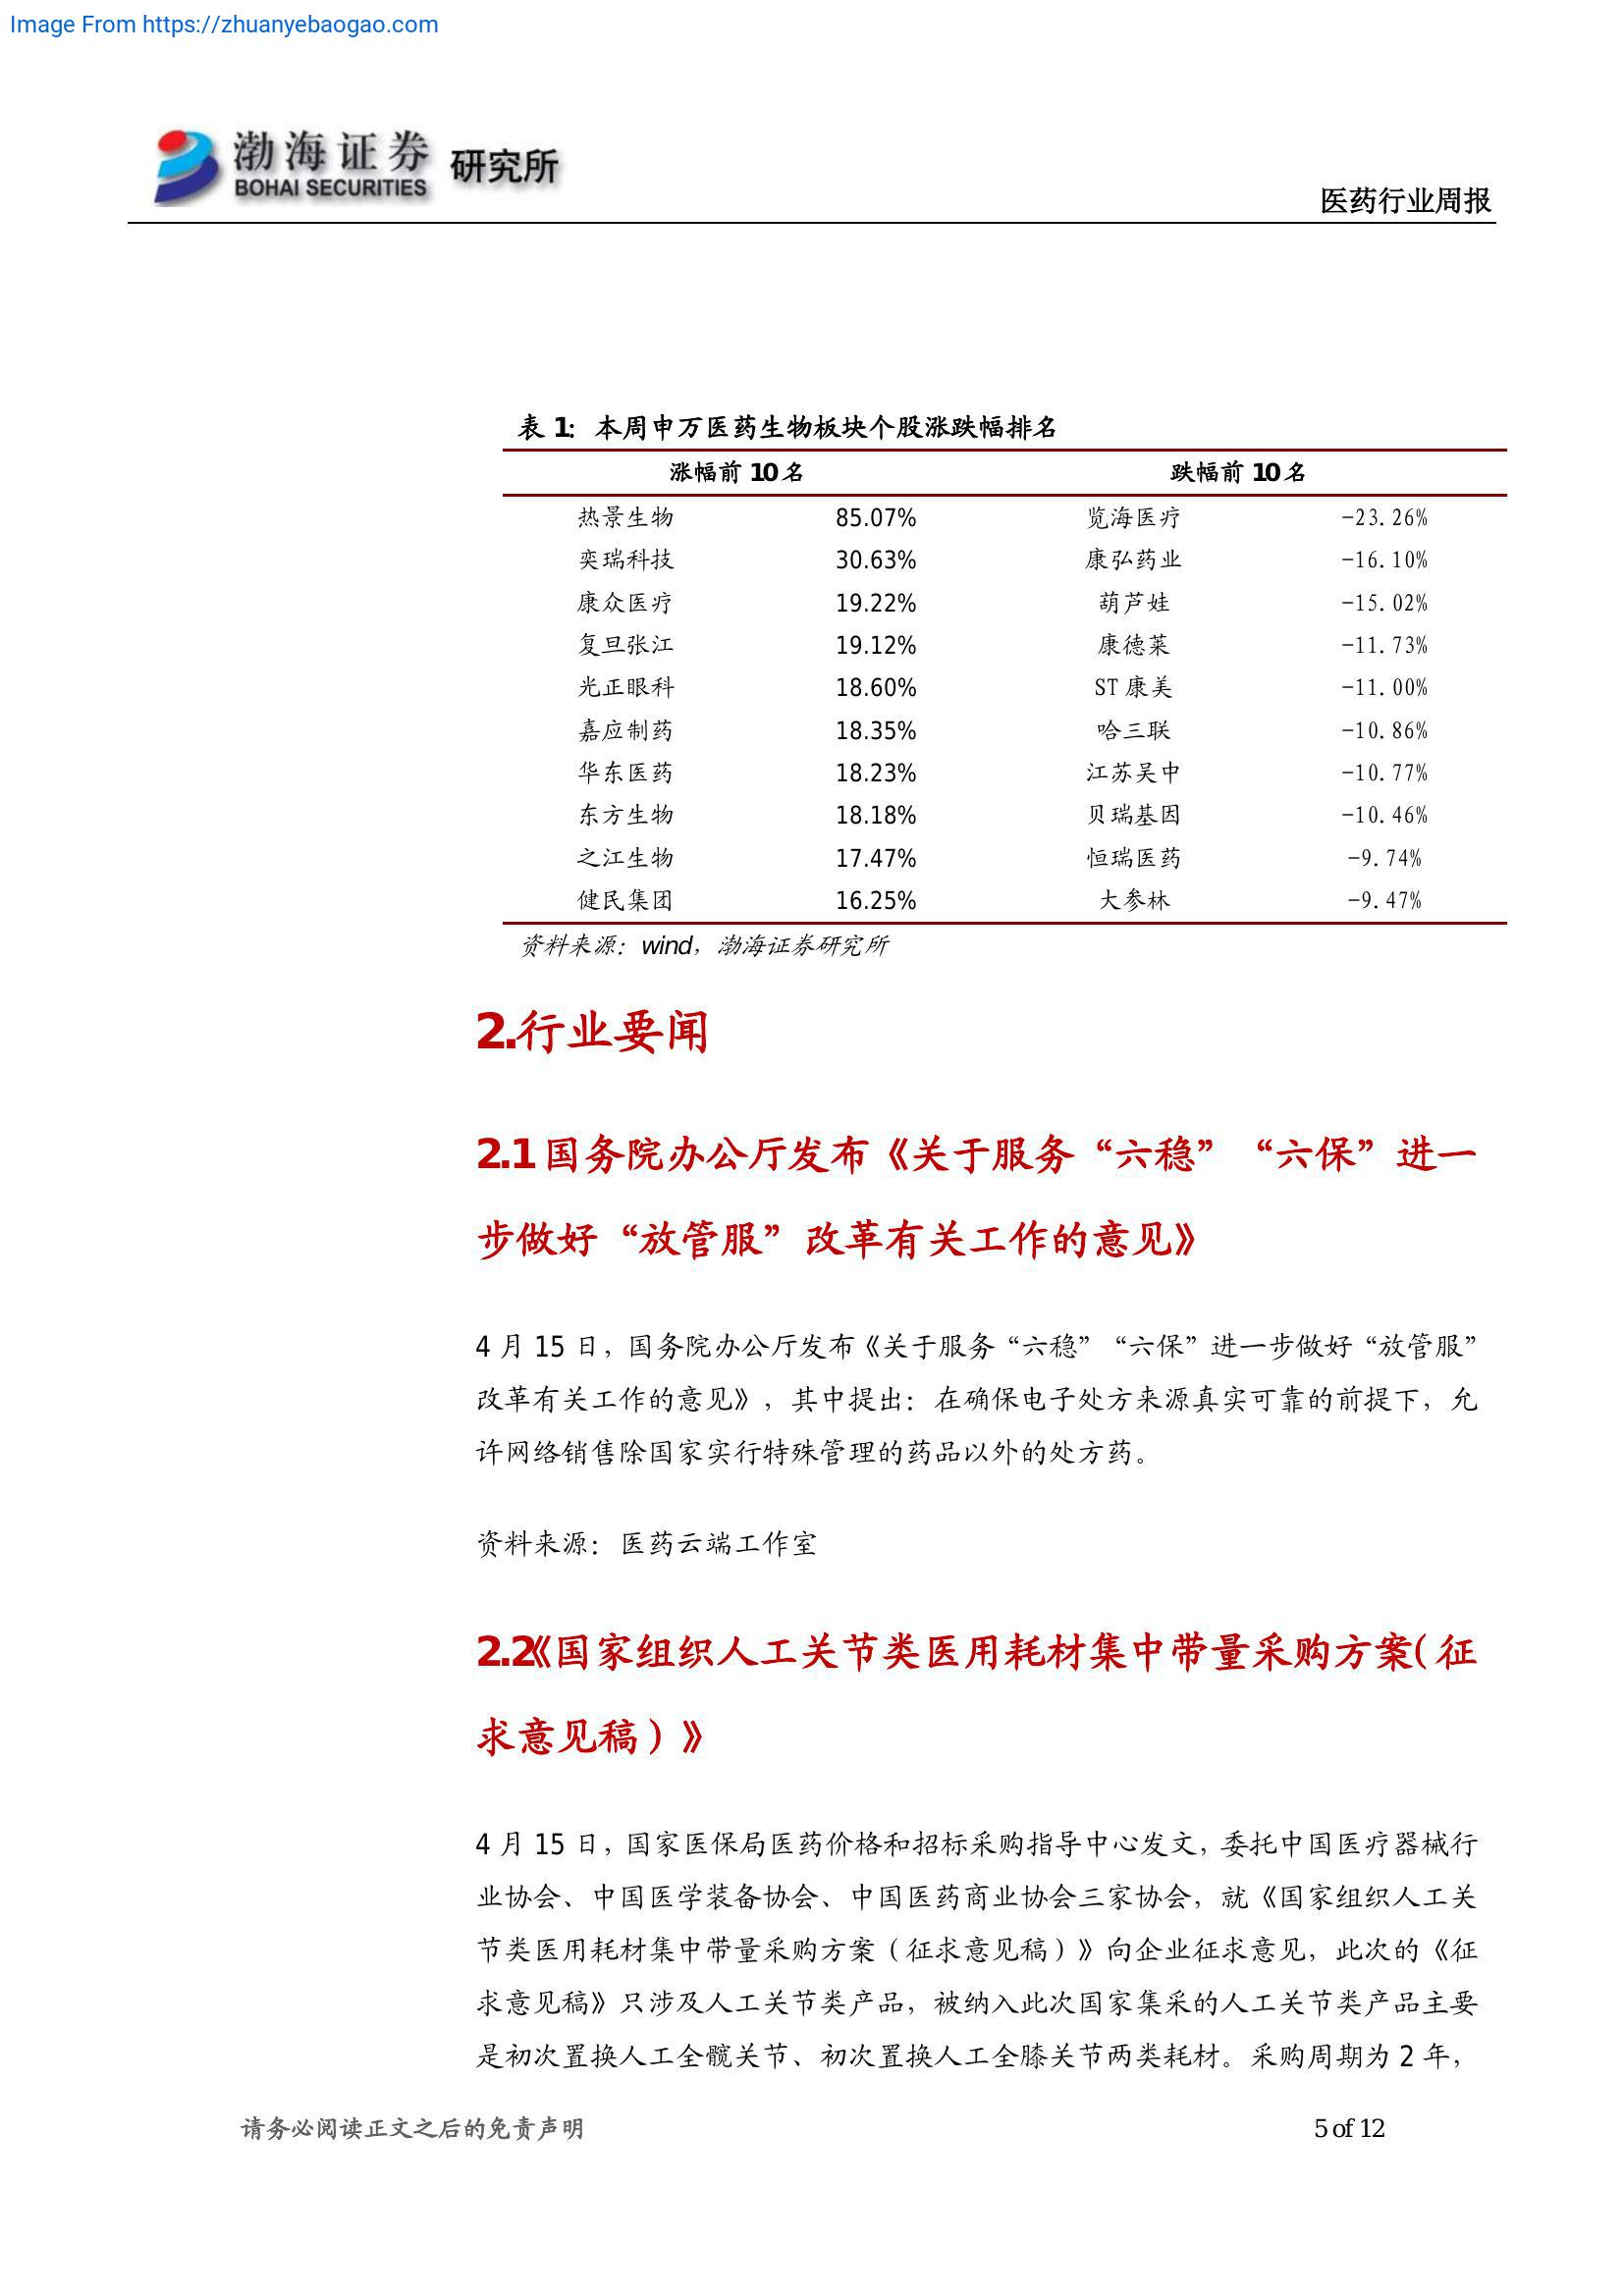 Image From https://zhuanyebaogao.com
渤海证券 研究所
BOHAI SECURITIES
医药行业周报
表 1: 本周申万医药生物板块个股涨跌幅排名
涨幅前 10 名 跌幅前 10 名
热景生物 85.07% 览海医疗 -23.26%
奕瑞科技 30.63% 康弘药业 -16.10%
康众医疗 19.22% 葫芦娃 -15.02%
复旦张江 19.12% 康德莱 -11.73%
光正眼科 18.60% ST 康美 -11.00%
嘉应制药 18.35% 哈三联 -10.86%
华东医药 18.23% 江苏吴中 -10.77%
东方生物 18.18% 贝瑞基因 -10.46%
之江生物 17.47% 恒瑞医药 -9.74%
健民集团 16.25% 大参林 -9.47%
资料来源：wind，渤海证券研究所
2.行业要闻
2.1 国务院办公厅发布《关于服务“六稳”“六保”进一
步做好“放管服”改革有关工作的意见》
4 月 15 日，国务院办公厅发布《关于服务“六稳”“六保”进一步做好“放管服”
改革有关工作的意见》，其中提出：在确保电子处方来源真实可靠的前提下，允
许网络销售除国家实行特殊管理的药品以外的处方药。
资料来源：医药云端工作室
2.2《国家组织人工关节类医用耗材集中带量采购方案（征
求意见稿）》
4 月 15 日，国家医保局医药价格和招标采购指导中心发文，委托中国医疗器械行
业协会、中国医学装备协会、中国医药商业协会三家协会，就《国家组织人工关
节类医用耗材集中带量采购方案（征求意见稿）》向企业征求意见，此次的《征
求意见稿》只涉及人工关节类产品，被纳入此次国家集采的人工关节类产品主要
是初次置换人工全髋关节、初次置换人工全膝关节两类耗材。采购周期为 2 年，
请务必阅读正文之后的免责声明 5 of 12